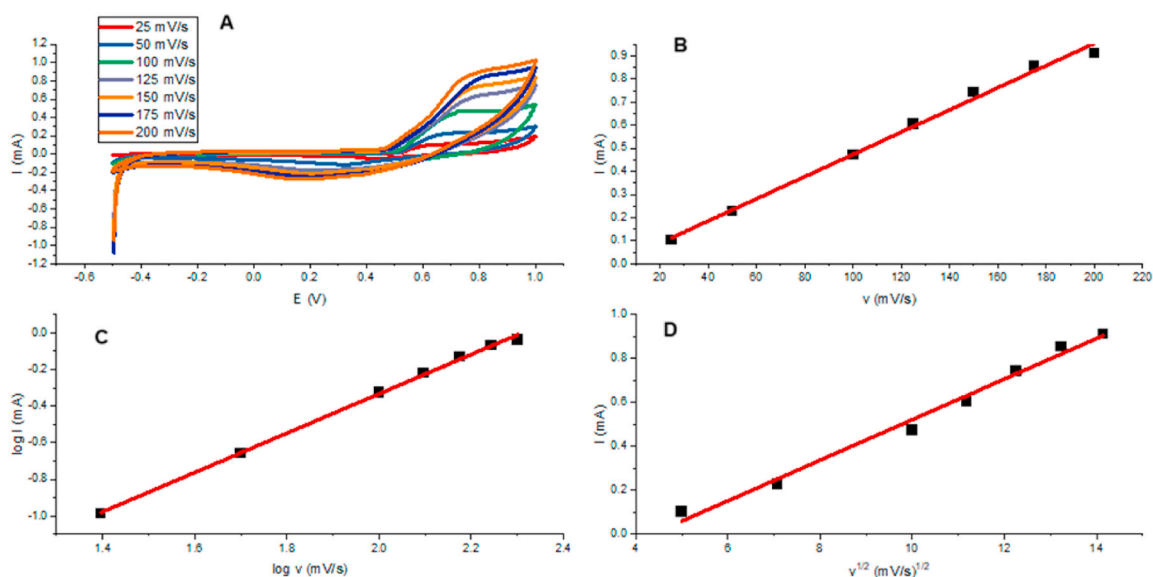 A
25 mV/s
50 mV/s
100 mV/s
125 mV/s
150 mV/s
175 mV/s
200 mV/s
1.2
1.0
0.8
0.6
0.4
0.2
0.0
-0.2
-0.4
-0.6
-0.8
-1.0
-1.2
I (mA)
-0.6 -0.4 -0.2 0.0 0.2 0.4 0.6 0.8 1.0
E (V)
B
0.9
0.8
0.7
0.6
0.5
0.4
0.3
0.2
0.1
0.0
I (mA)
20 40 60 80 100 120 140 160 180 200 220
v (mV/s)
C
0.0
-0.2
-0.4
-0.6
-0.8
-1.0
log I (mA)
1.4 1.6 1.8 2.0 2.2 2.4
log v (mV/s)
D
1.0
0.8
0.6
0.4
0.2
0.0
I (mA)
4 6 8 10 12 14
v^1/2 (mV/s)^1/2